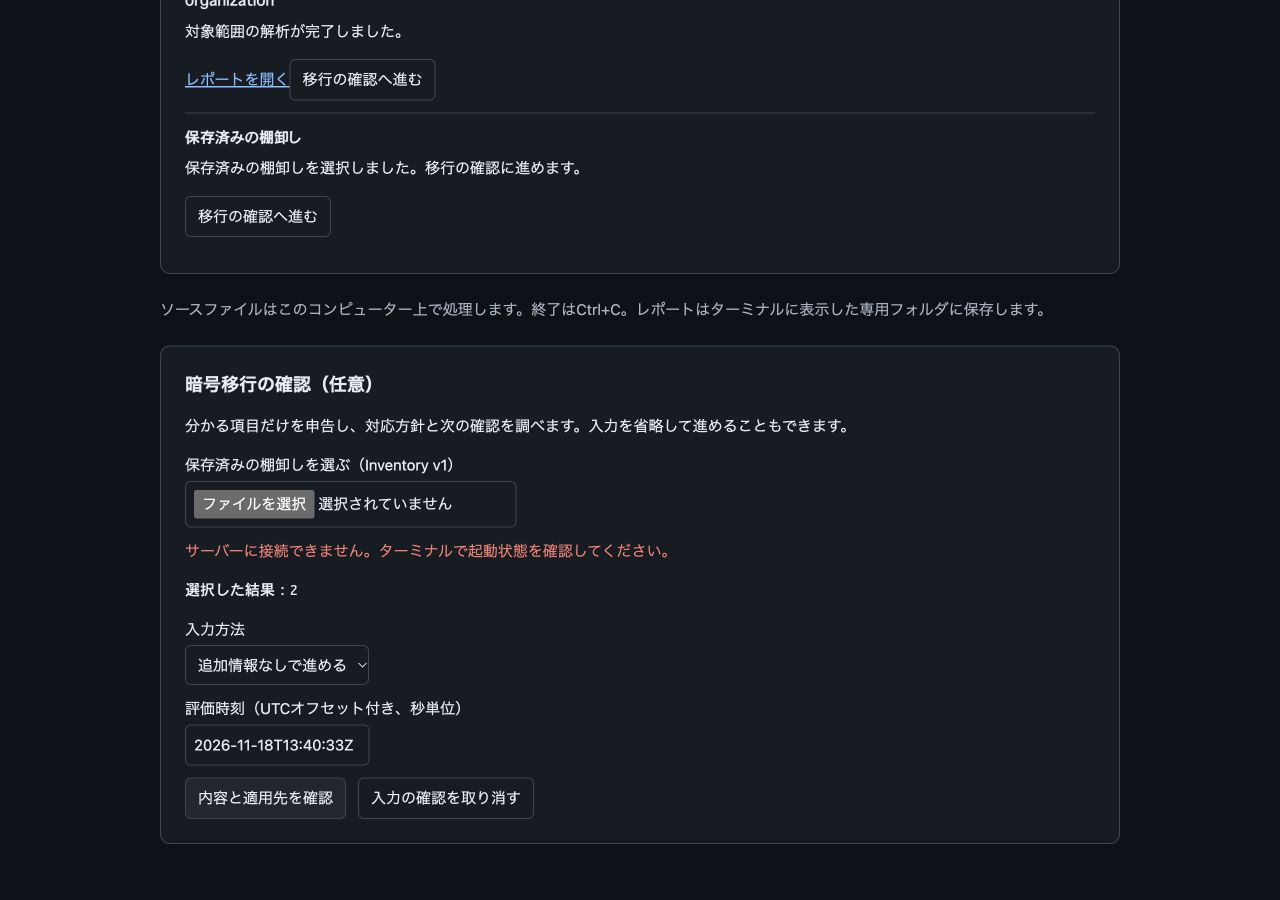 organization
対象範囲の解析が完了しました。
レポートを開く 移行の確認へ進む
保存済みの棚卸し
保存済みの棚卸しを選択しました。移行の確認に進めます。
移行の確認へ進む
ソースファイルはこのコンピューター上で処理します。終了はCtrl+C。レポートはターミナルに表示した専用フォルダに保存します。
暗号移行の確認（任意）
分かる項目だけを申告し、対応方針と次の確認を調べます。入力を省略して進めることもできます。
保存済みの棚卸しを選ぶ（Inventory v1）
ファイルを選択 選択されていません
サーバーに接続できません。ターミナルで起動状態を確認してください。
選択した結果：2
入力方法
追加情報なしで進める
評価時刻（UTCオフセット付き、秒単位）
2026-11-18T13:40:33Z
内容と適用先を確認 入力の確認を取り消す